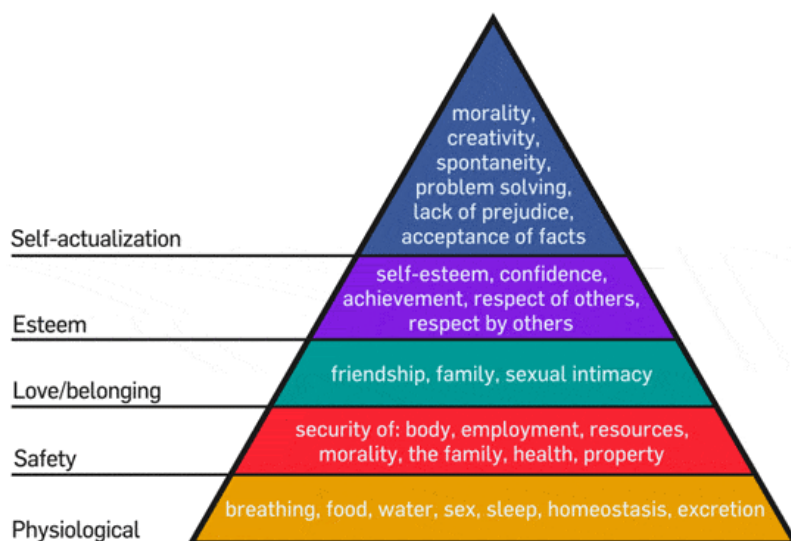 morality,
creativity,
spontaneity,
problem solving,
lack of prejudice,
acceptance of facts
Self-actualization
self-esteem, confidence,
achievement, respect of others,
respect by others
Esteem
friendship, family, sexual intimacy
Love/belonging
security of: body, employment, resources,
morality, the family, health, property
Safety
breathing, food, water, sex, sleep, homeostasis, excretion
Physiological